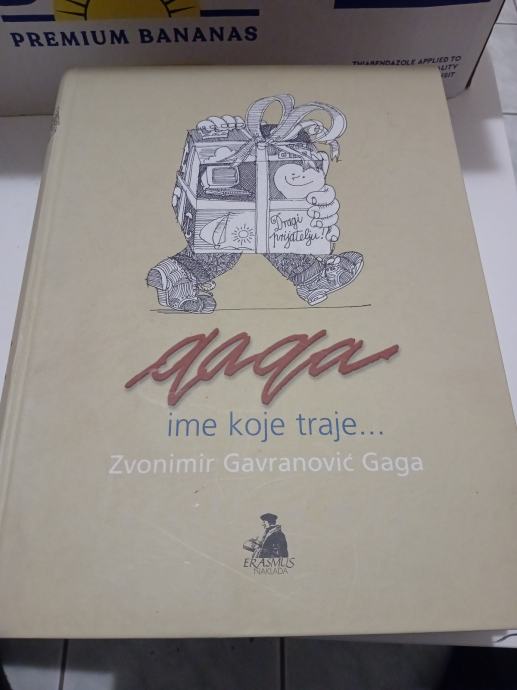 PREMIUM BANANAS
THIABENDAZOLE APPLIED TO
Dragi
prijatelju!
gaga
ime koje traje...
Zvonimir Gavranović Gaga
ERASMUS
NAKLADA